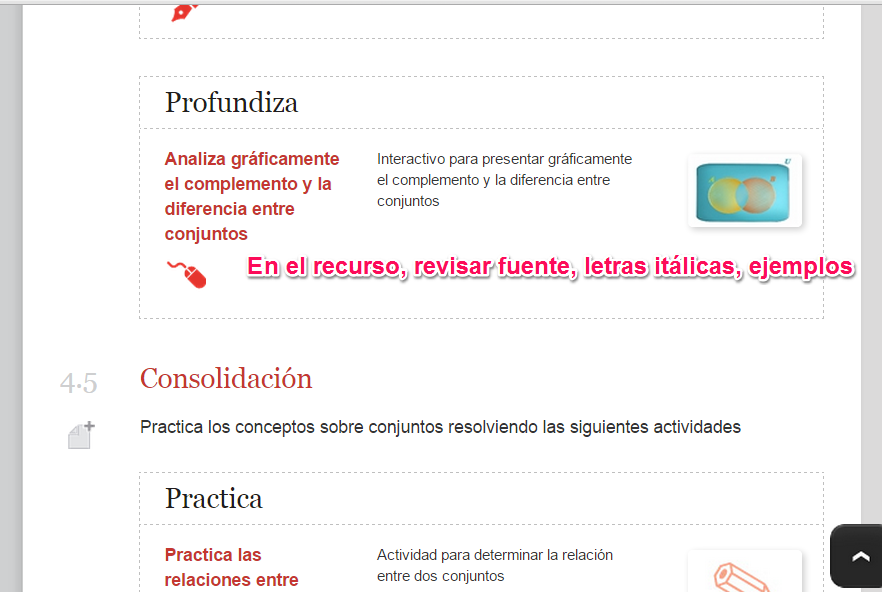 Profundiza
Analiza gráficamente
el complemento y la
diferencia entre
conjuntos
Interactivo para presentar gráficamente
el complemento y la diferencia entre
conjuntos
U
En el recurso, revisar fuente, letras itálicas, ejemplos
4.5
Consolidación
Practica los conceptos sobre conjuntos resolviendo las siguientes actividades
Practica
Practica las
relaciones entre
Actividad para determinar la relación
entre dos conjuntos